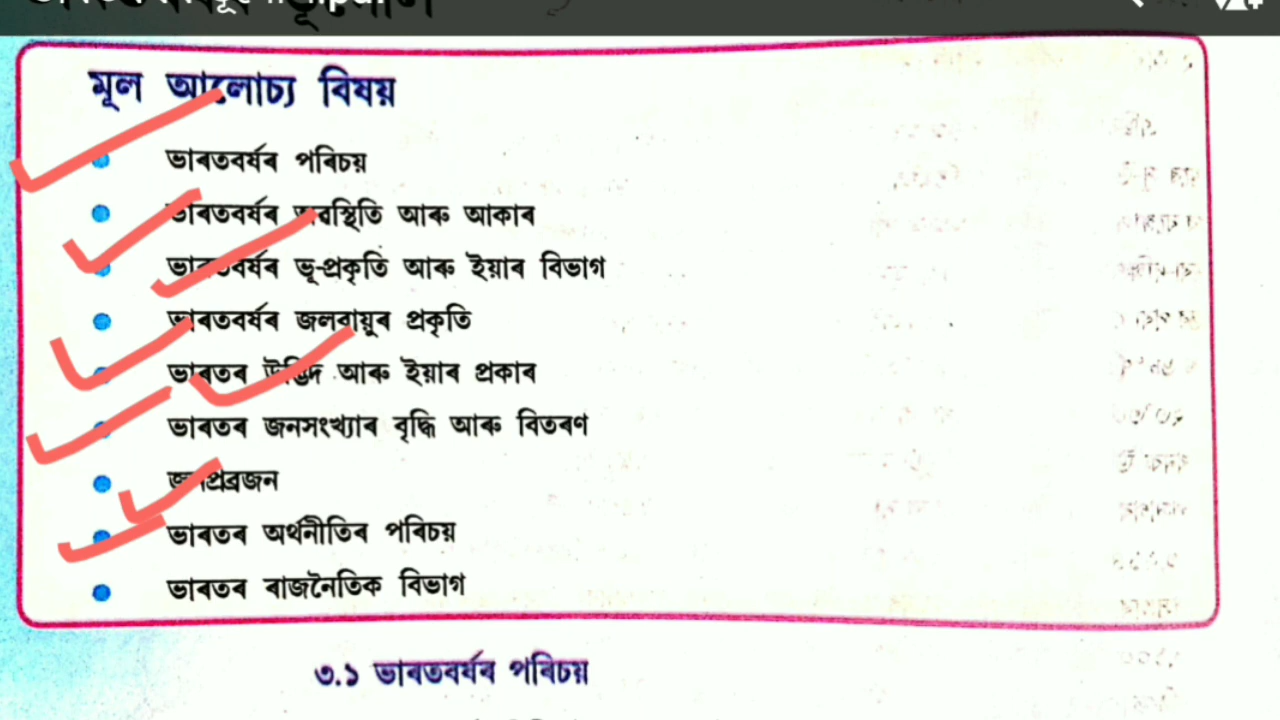 মূল আলোচ্য বিষয়
ভাৰতবৰ্ষৰ পৰিচয়
ভাৰতবৰ্ষৰ অৱস্থিতি আৰু আকাৰ
ভাৰতবৰ্ষৰ ভূ-প্ৰকৃতি আৰু ইয়াৰ বিভাগ
ভাৰতবৰ্ষৰ জলবায়ুৰ প্ৰকৃতি
ভাৰতৰ উদ্ভিদ আৰু ইয়াৰ প্ৰকাৰ
ভাৰতৰ জনসংখ্যাৰ বৃদ্ধি আৰু বিতৰণ
জনপ্ৰব্ৰজন
ভাৰতৰ অৰ্থনীতিৰ পৰিচয়
ভাৰতৰ ৰাজনৈতিক বিভাগ
৩.১ ভাৰতবৰ্ষৰ পৰিচয়